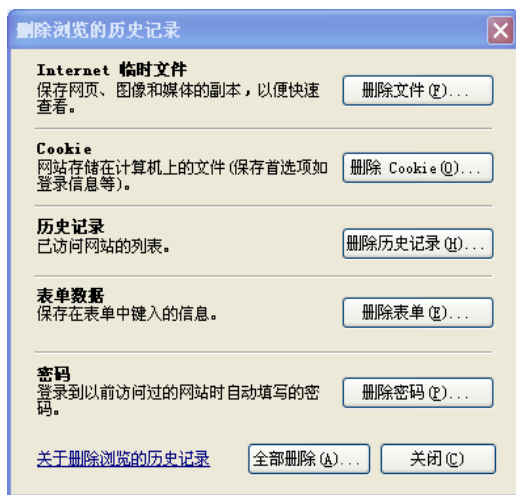 删除浏览的历史记录
Internet 临时文件
保存网页、图像和媒体的副本，以便快速
查看。
删除文件(F)...
Cookie
网站存储在计算机上的文件(保存首选项如
登录信息等)。
删除 Cookie(O)...
历史记录
已访问网站的列表。
删除历史记录(H)...
表单数据
保存在表单中键入的信息。
删除表单(E)...
密码
登录到以前访问过的网站时自动填写的密
码。
删除密码(P)...
关于删除浏览的历史记录
全部删除(A)...
关闭(C)